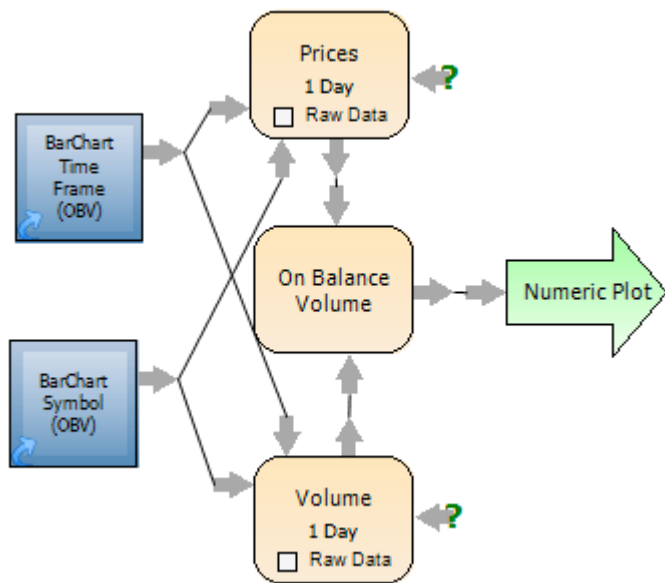 Prices
1 Day
Raw Data
?
BarChart
Time
Frame
(OBV)
On Balance
Volume
Numeric Plot
BarChart
Symbol
(OBV)
Volume
1 Day
Raw Data
?